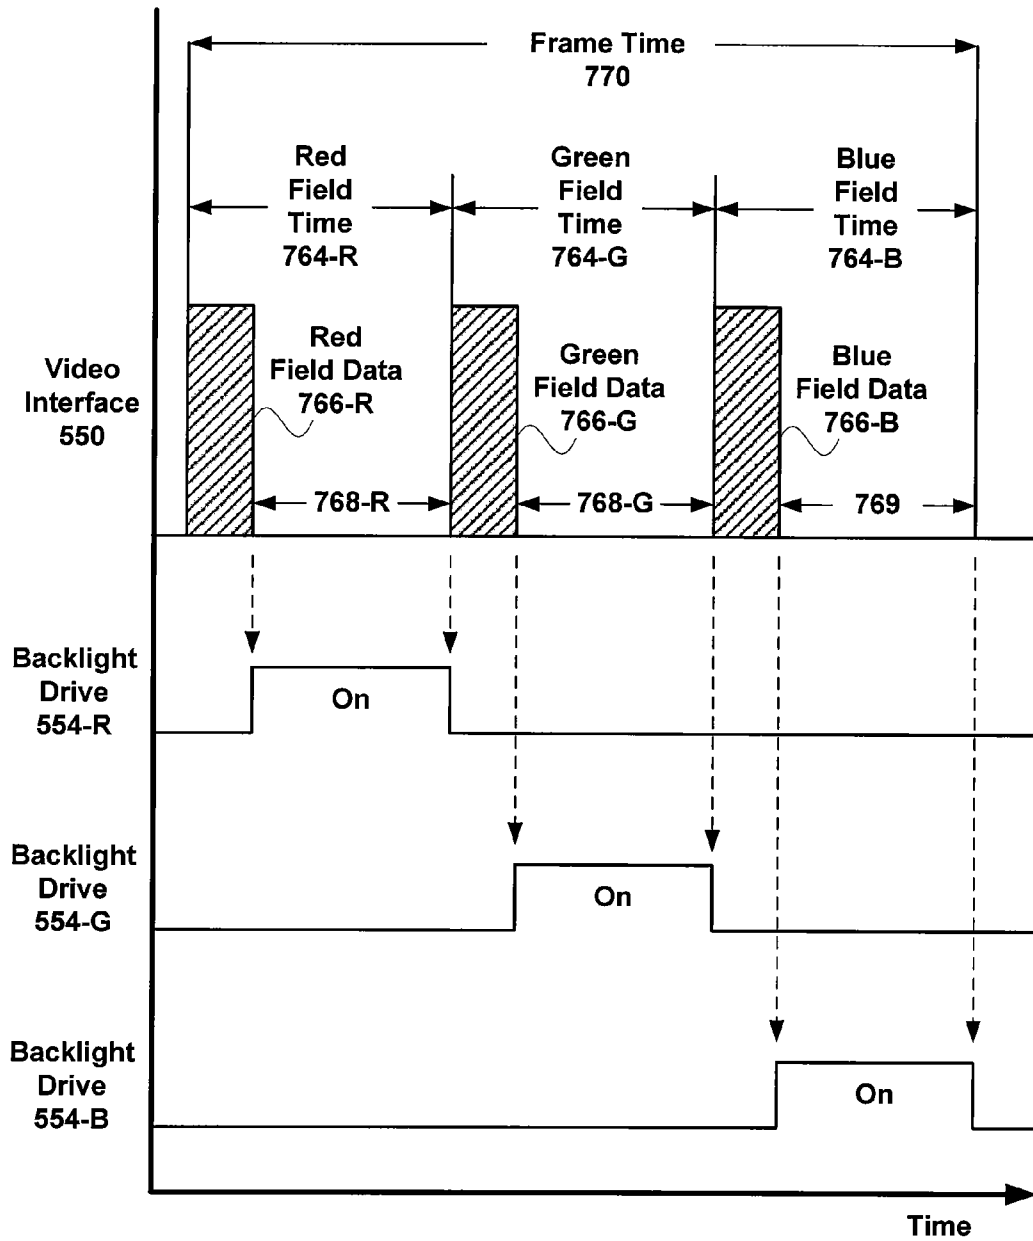 Frame Time
770
Red
Field
Time
764-R
Green
Field
Time
764-G
Blue
Field
Time
764-B
Video
Interface
550
Red
Field Data
766-R
Green
Field Data
766-G
Blue
Field Data
766-B
768-R
768-G
769
Backlight
Drive
554-R
On
Backlight
Drive
554-G
On
Backlight
Drive
554-B
On
Time